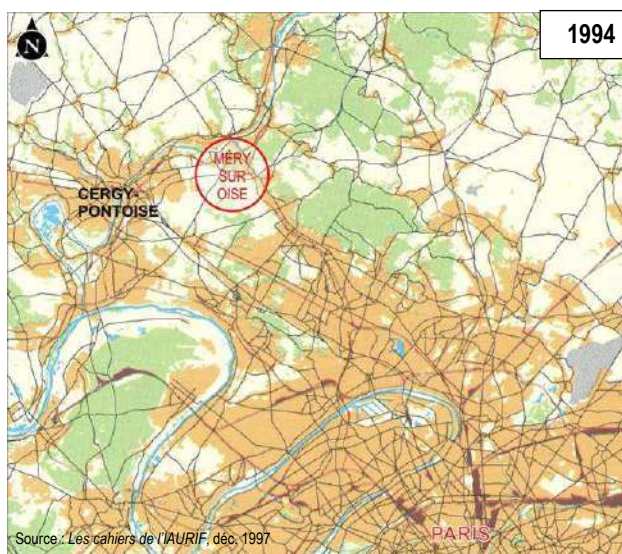 1994
N
MÉRY
SUR
OISE
CERGY-
PONTOISE
PARIS
Source : Les cahiers de l'IAURIF, déc. 1997